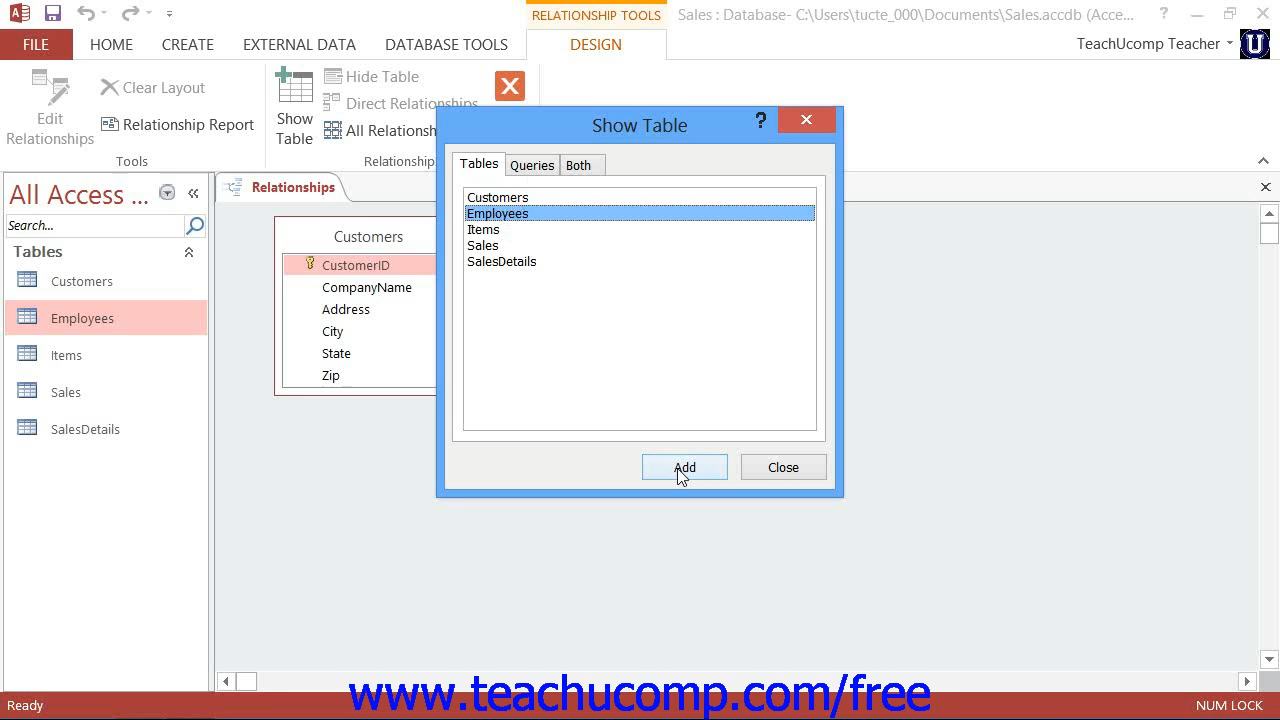 RELATIONSHIP TOOLS
Sales : Database- C:\Users\tucte_000\Documents\Sales.accdb (Acce...
?
FILE
HOME
CREATE
EXTERNAL DATA
DATABASE TOOLS
DESIGN
TeachUcomp Teacher
U
Edit
Relationships
Clear Layout
Relationship Report
Tools
Show
Table
Hide Table
Direct Relationships
All Relationsh
Relationship
Show Table
?
Tables
Queries
Both
Customers
Employees
Items
Sales
SalesDetails
Add
Close
All Access ...
Search...
Tables
Customers
Employees
Items
Sales
SalesDetails
Relationships
Customers
CustomerID
CompanyName
Address
City
State
Zip
www.teachucomp.com/free
Ready
NUM LOCK